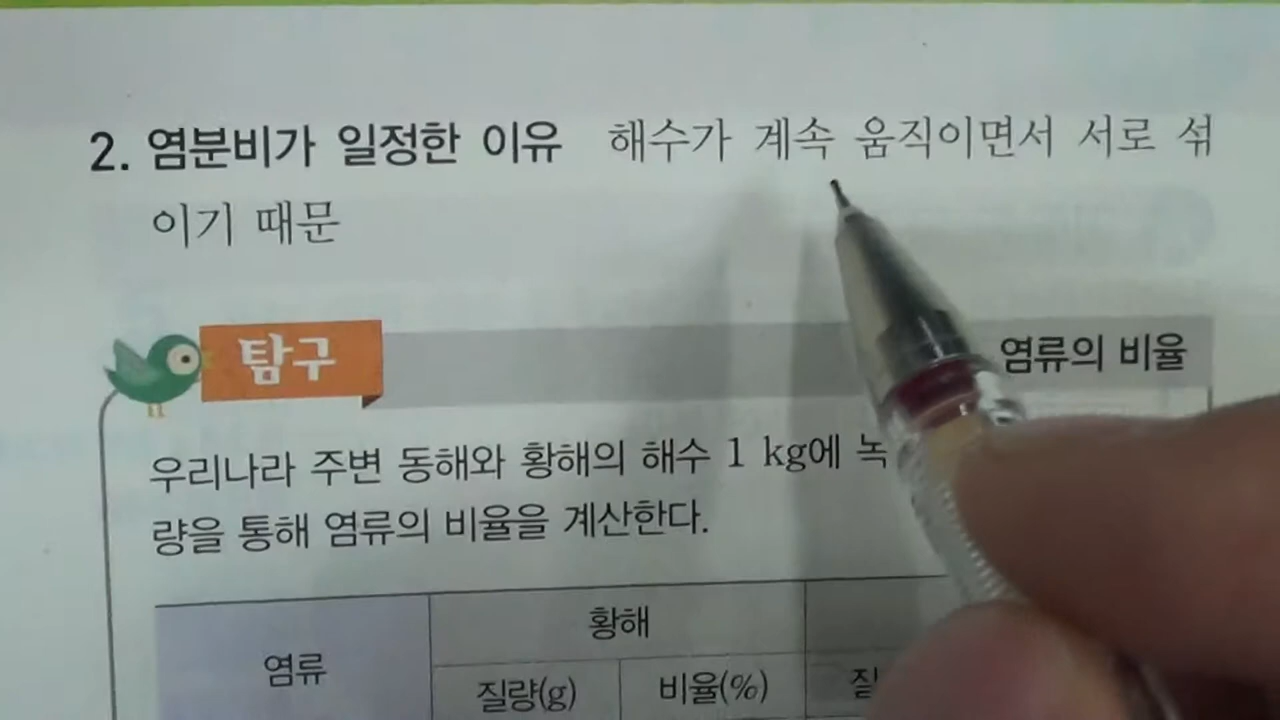 2. 염분비가 일정한 이유 해수가 계속 움직이면서 서로 섞
이기 때문
탐구
염류의 비율
우리나라 주변 동해와 황해의 해수 1 kg에 녹
량을 통해 염류의 비율을 계산한다.
염류
황해
질량(g)
비율(%)
질